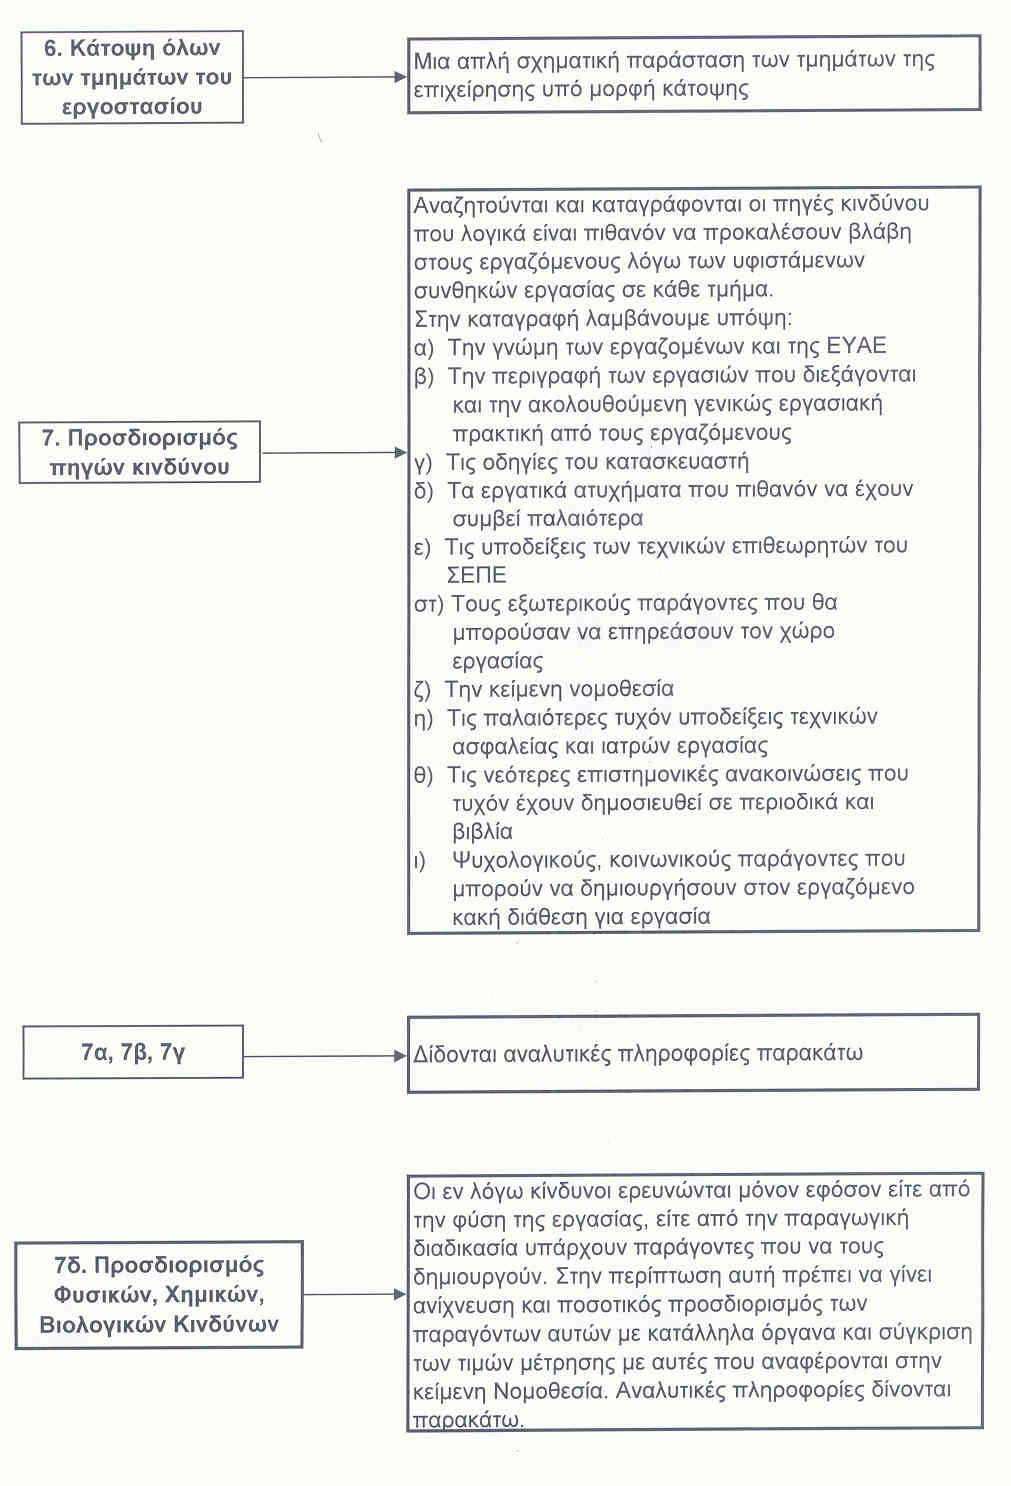 6. Κάτοψη όλων
των τμημάτων του
εργοστασίου
Μια απλή σχηματική παράσταση των τμημάτων της
επιχείρησης υπό μορφή κάτοψης
7. Προσδιορισμός
πηγών κινδύνου
Αναζητούνται και καταγράφονται οι πηγές κινδύνου
που λογικά είναι πιθανόν να προκαλέσουν βλάβη
στους εργαζόμενους λόγω των υφιστάμενων
συνθηκών εργασίας σε κάθε τμήμα.
Στην καταγραφή λαμβάνουμε υπόψη:
α) Την γνώμη των εργαζομένων και της ΕΥΑΕ
β) Την περιγραφή των εργασιών που διεξάγονται
και την ακολουθούμενη γενικώς εργασιακή
πρακτική από τους εργαζόμενους
γ) Τις οδηγίες του κατασκευαστή
δ) Τα εργατικά ατυχήματα που πιθανόν να έχουν
συμβεί παλαιότερα
ε) Τις υποδείξεις των τεχνικών επιθεωρητών του
ΣΕΠΕ
στ) Τους εξωτερικούς παράγοντες που θα
μπορούσαν να επηρεάσουν τον χώρο
εργασίας
ζ) Την κείμενη νομοθεσία
η) Τις παλαιότερες τυχόν υποδείξεις τεχνικών
ασφαλείας και ιατρών εργασίας
θ) Τις νεότερες επιστημονικές ανακοινώσεις που
τυχόν έχουν δημοσιευθεί σε περιοδικά και
βιβλία
ι) Ψυχολογικούς, κοινωνικούς παράγοντες που
μπορούν να δημιουργήσουν στον εργαζόμενο
κακή διάθεση για εργασία
7α, 7β, 7γ
Δίδονται αναλυτικές πληροφορίες παρακάτω
7δ. Προσδιορισμός
Φυσικών, Χημικών,
Βιολογικών Κινδύνων
Οι εν λόγω κίνδυνοι ερευνώνται μόνον εφόσον είτε από
την φύση της εργασίας, είτε από την παραγωγική
διαδικασία υπάρχουν παράγοντες που να τους
δημιουργούν. Στην περίπτωση αυτή πρέπει να γίνει
ανίχνευση και ποσοτικός προσδιορισμός των
παραγόντων αυτών με κατάλληλα όργανα και σύγκριση
των τιμών μέτρησης με αυτές που αναφέρονται στην
κείμενη Νομοθεσία. Αναλυτικές πληροφορίες δίνονται
παρακάτω.